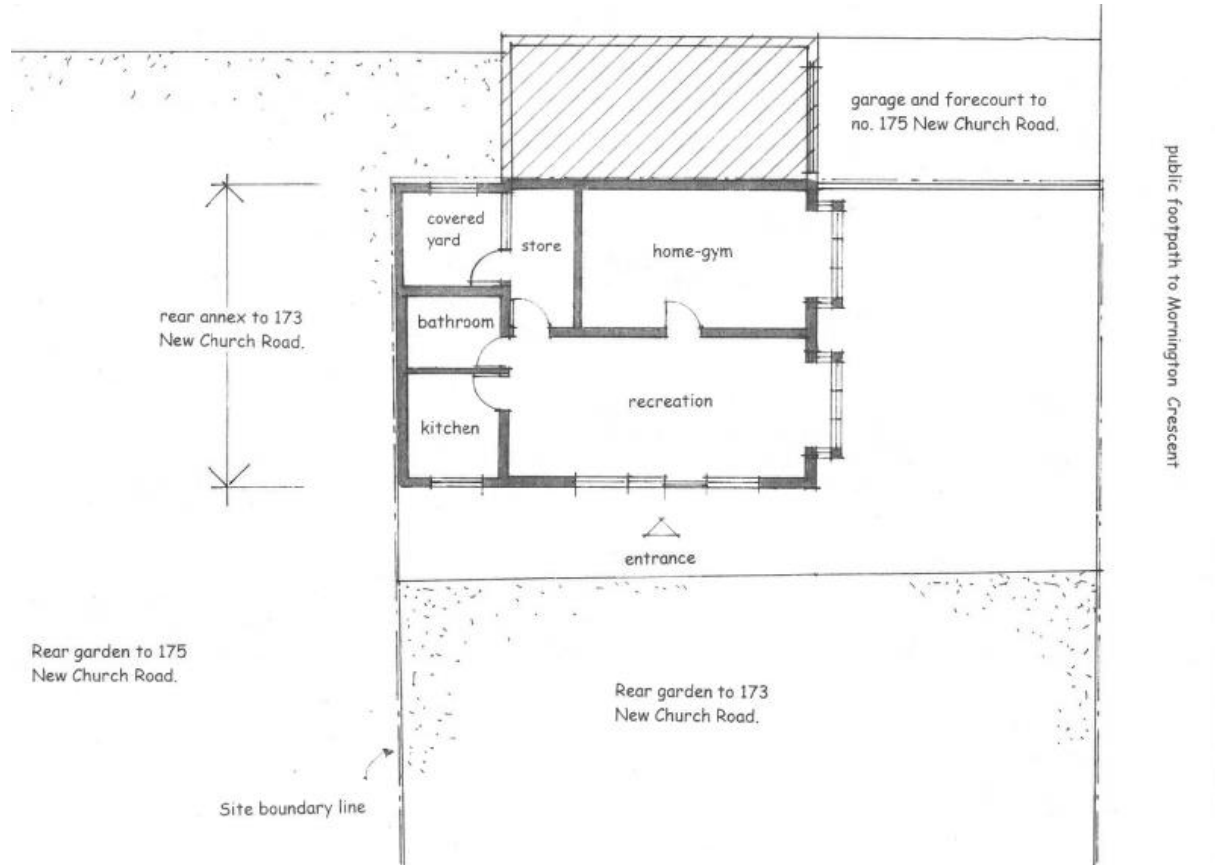 garage and forecourt to
no. 175 New Church Road.
public footpath to Mornington Crescent
covered
yard
store
home-gym
rear annex to 173
New Church Road.
bathroom
recreation
kitchen
entrance
Rear garden to 175
New Church Road.
Rear garden to 173
New Church Road.
Site boundary line